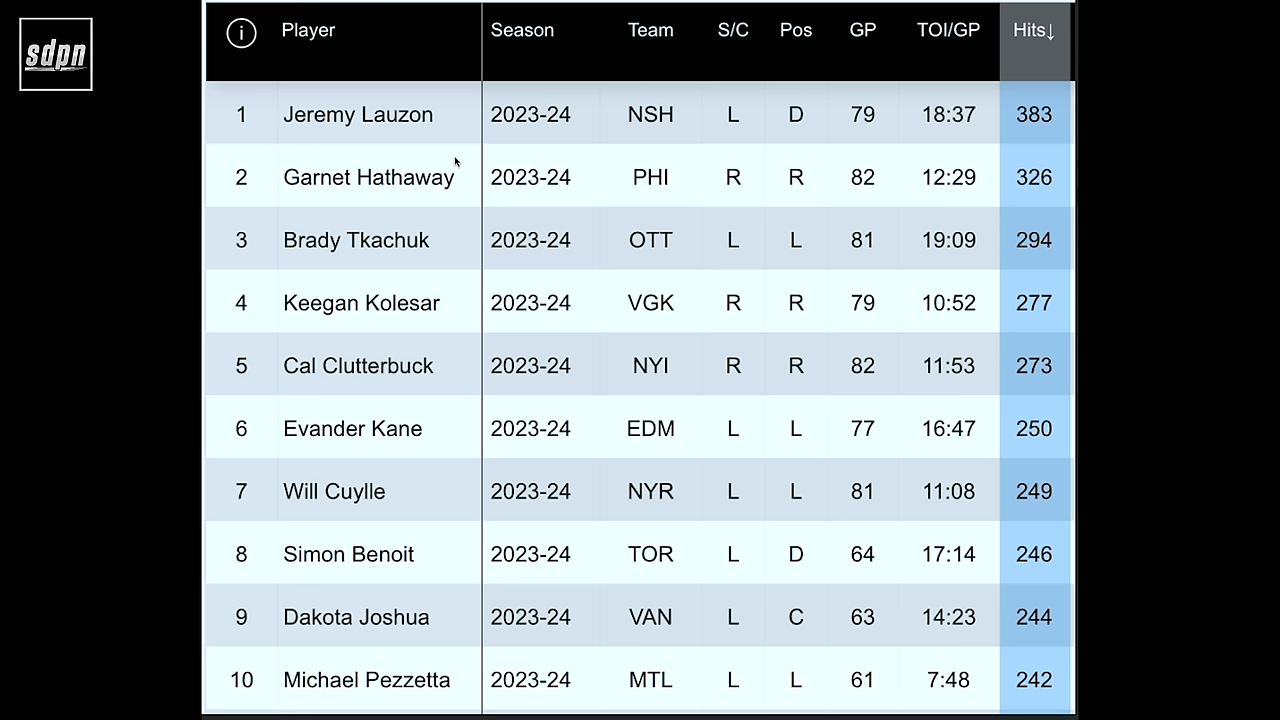 sdpn
i Player Season Team S/C Pos GP TOI/GP Hits↓
1 Jeremy Lauzon 2023-24 NSH L D 79 18:37 383
2 Garnet Hathaway 2023-24 PHI R R 82 12:29 326
3 Brady Tkachuk 2023-24 OTT L L 81 19:09 294
4 Keegan Kolesar 2023-24 VGK R R 79 10:52 277
5 Cal Clutterbuck 2023-24 NYI R R 82 11:53 273
6 Evander Kane 2023-24 EDM L L 77 16:47 250
7 Will Cuylle 2023-24 NYR L L 81 11:08 249
8 Simon Benoit 2023-24 TOR L D 64 17:14 246
9 Dakota Joshua 2023-24 VAN L C 63 14:23 244
10 Michael Pezzetta 2023-24 MTL L L 61 7:48 242